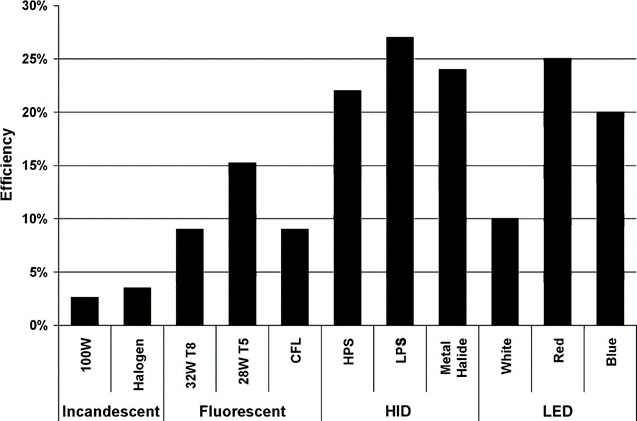 30%
25%
20%
15%
10%
5%
0%
Efficiency
100W
Halogen
32W T8
28W T5
CFL
HPS
LPS
Metal
Halide
White
Red
Blue
Incandescent
Fluorescent
HID
LED